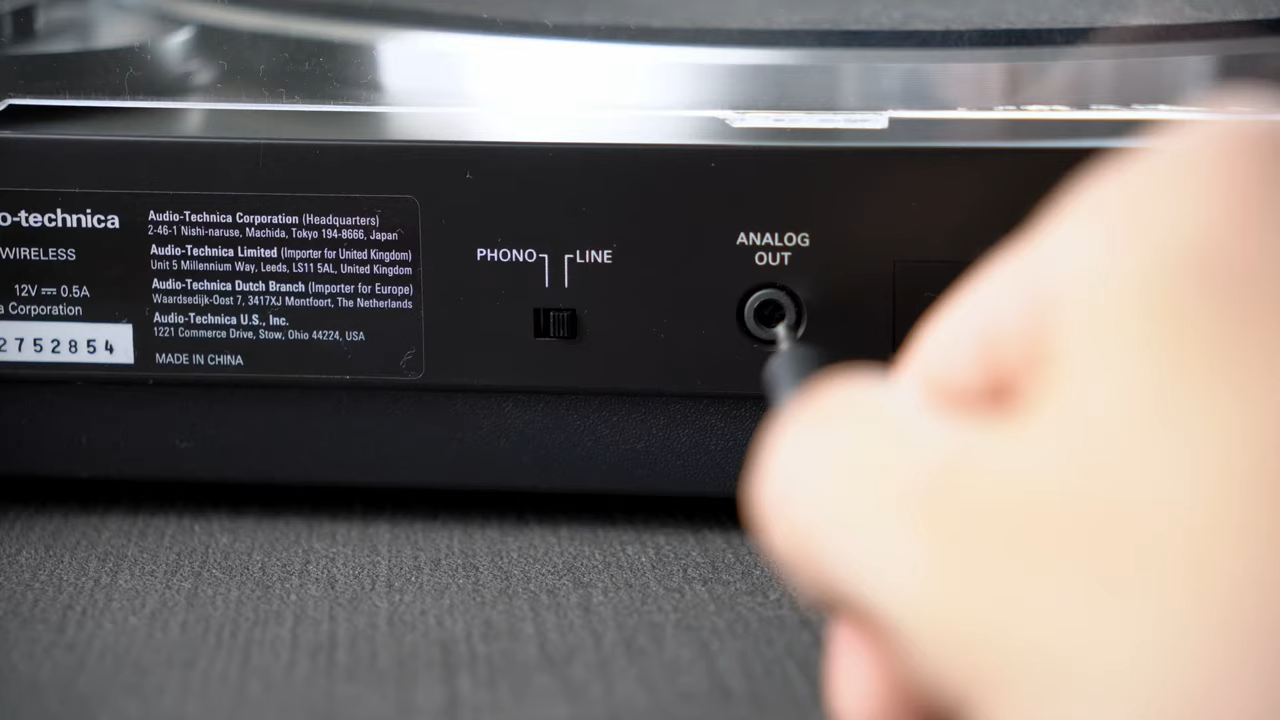 o-technica
WIRELESS
12V ⎓ 0.5A
a Corporation
2752854
Audio-Technica Corporation (Headquarters)
2-46-1 Nishi-naruse, Machida, Tokyo 194-8666, Japan
Audio-Technica Limited (Importer for United Kingdom)
Unit 5 Millennium Way, Leeds, LS11 5AL, United Kingdom
Audio-Technica Dutch Branch (Importer for Europe)
Waardsedijk-Oost 7, 3417XJ Montfoort, The Netherlands
Audio-Technica U.S., Inc.
1221 Commerce Drive, Stow, Ohio 44224, USA
MADE IN CHINA
PHONO LINE
ANALOG
OUT